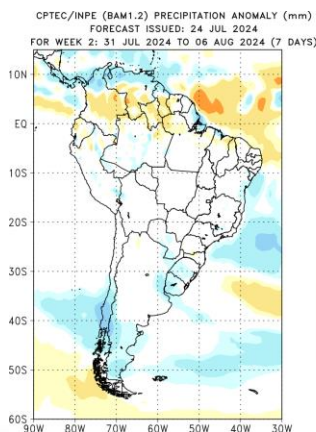 CPTEC/INPE (BAM1.2) PRECIPITATION ANOMALY (mm)
FORECAST ISSUED: 24 JUL 2024
FOR WEEK 2: 31 JUL 2024 TO 06 AUG 2024 (7 DAYS)
10N
EQ
10S
20S
30S
40S
50S
60S
90W 80W 70W 60W 50W 40W 30W